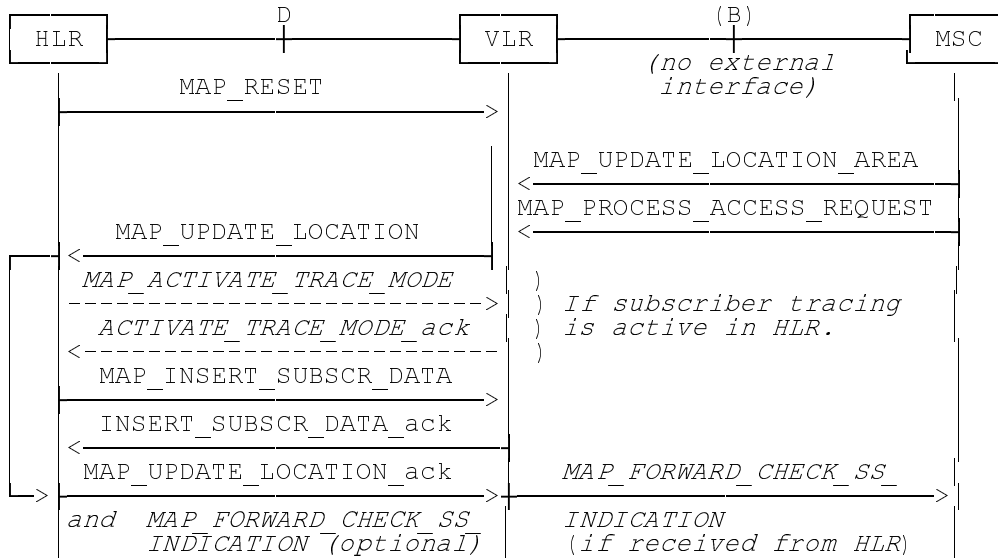 D (B)
HLR VLR MSC
(no external
interface)
MAP_RESET
MAP_UPDATE_LOCATION_AREA
MAP_PROCESS_ACCESS_REQUEST
MAP_UPDATE_LOCATION
MAP_ACTIVATE_TRACE_MODE )
) If subscriber tracing
ACTIVATE_TRACE_MODE_ack ) is active in HLR.
)
MAP_INSERT_SUBSCR_DATA
INSERT_SUBSCR_DATA_ack
MAP_UPDATE_LOCATION_ack MAP_FORWARD_CHECK_SS_
and MAP_FORWARD_CHECK_SS_ INDICATION
INDICATION (optional) (if received from HLR)